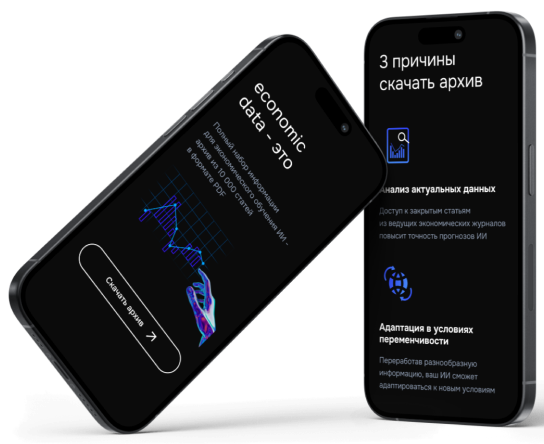 economic
data - это
Полный набор информации
для экономического обучения ИИ -
архив из 10 000 статей
в формате PDF
Скачать архив
3 причины
скачать архив
Анализ актуальных данных
Доступ к закрытым статьям
из ведущих экономических журналов
повысит точность прогнозов ИИ
Адаптация в условиях
переменчивости
Переработав разнообразную
информацию, ваш ИИ сможет
адаптироваться к новым условиям